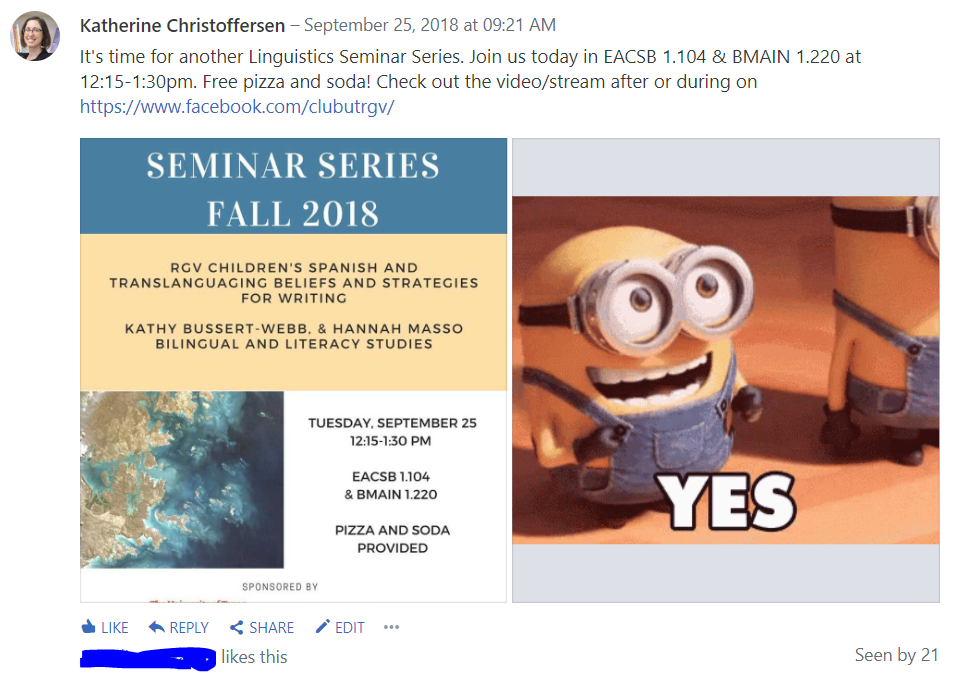 Katherine Christoffersen – September 25, 2018 at 09:21 AM
It's time for another Linguistics Seminar Series. Join us today in EACSB 1.104 & BMAIN 1.220 at
12:15-1:30pm. Free pizza and soda! Check out the video/stream after or during on
https://www.facebook.com/clubutrgv/
SEMINAR SERIES
FALL 2018
RGV CHILDREN'S SPANISH AND
TRANSLANGUAGING BELIEFS AND STRATEGIES
FOR WRITING
KATHY BUSSERT-WEBB, & HANNAH MASSO
BILINGUAL AND LITERACY STUDIES
TUESDAY, SEPTEMBER 25
12:15-1:30 PM
EACSB 1.104
& BMAIN 1.220
PIZZA AND SODA
PROVIDED
SPONSORED BY
YES
LIKE REPLY SHARE EDIT ···
likes this
Seen by 21